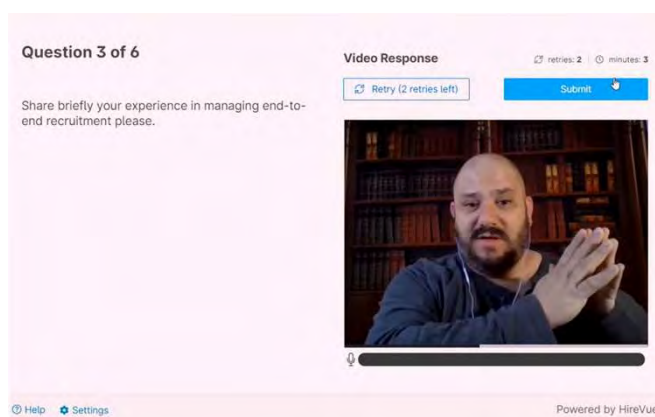 Question 3 of 6
Share briefly your experience in managing end-to-
end recruitment please.
Video Response
retries: 2
minutes: 3
Retry (2 retries left)
Submit
Help
Settings
Powered by HireVue